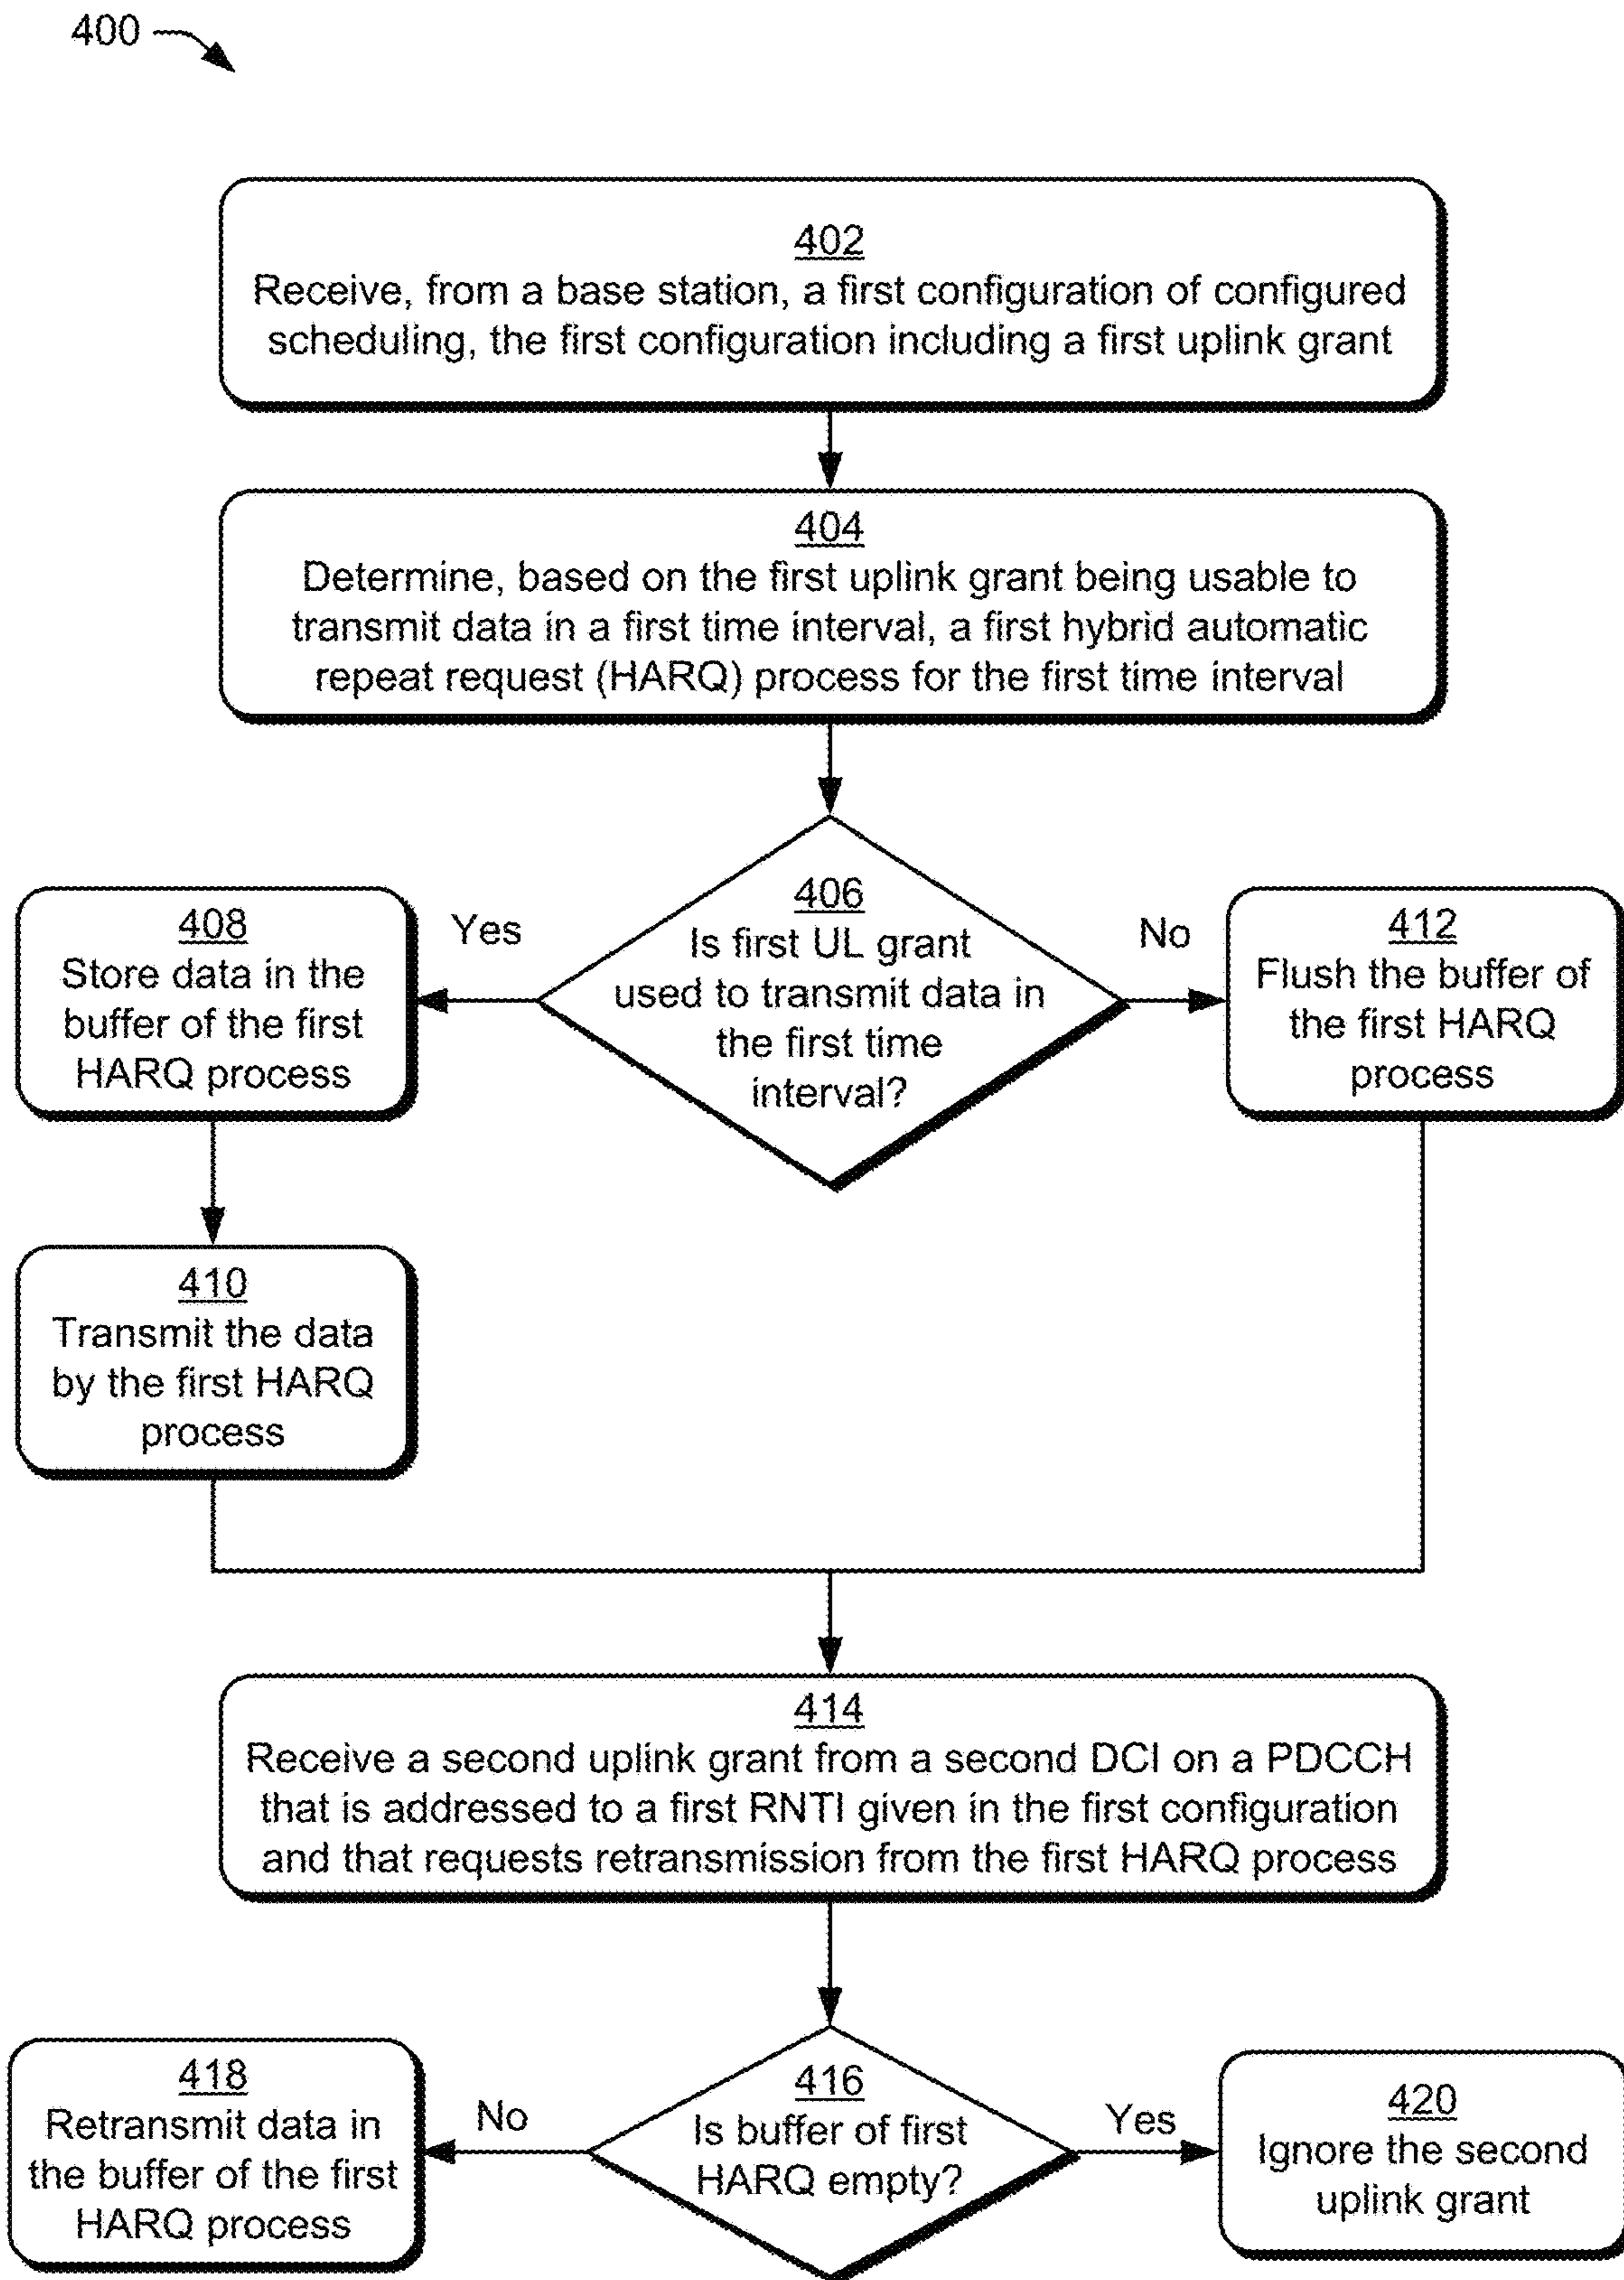 400
402
Receive, from a base station, a first configuration of configured
scheduling, the first configuration including a first uplink grant
404
Determine, based on the first uplink grant being usable to
transmit data in a first time interval, a first hybrid automatic
repeat request (HARQ) process for the first time interval
406
Is first UL grant
used to transmit data in
the first time
interval?
Yes
No
408
Store data in the
buffer of the first
HARQ process
412
Flush the buffer of
the first HARQ
process
410
Transmit the data
by the first HARQ
process
414
Receive a second uplink grant from a second DCI on a PDCCH
that is addressed to a first RNTI given in the first configuration
and that requests retransmission from the first HARQ process
416
Is buffer of first
HARQ empty?
No
Yes
418
Retransmit data in
the buffer of the first
HARQ process
420
Ignore the second
uplink grant